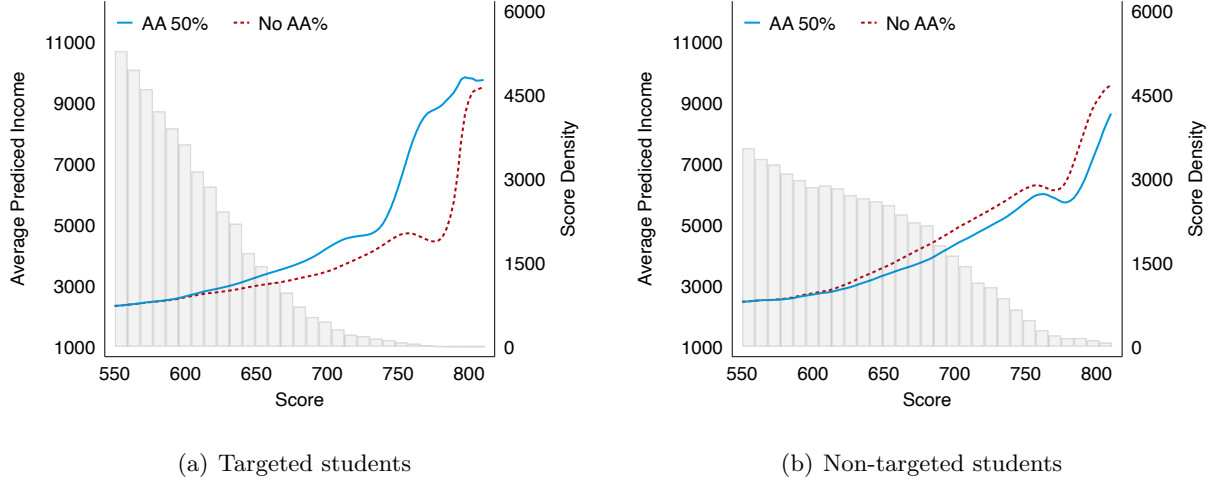 AA 50% No AA%
11000
9000
7000
5000
3000
1000
Average Prediced Income
6000
4500
3000
1500
0
Score Density
550 600 650 700 750 800
Score
(a) Targeted students
AA 50% No AA%
11000
9000
7000
5000
3000
1000
Average Prediced Income
6000
4500
3000
1500
0
Score Density
550 600 650 700 750 800
Score
(b) Non-targeted students